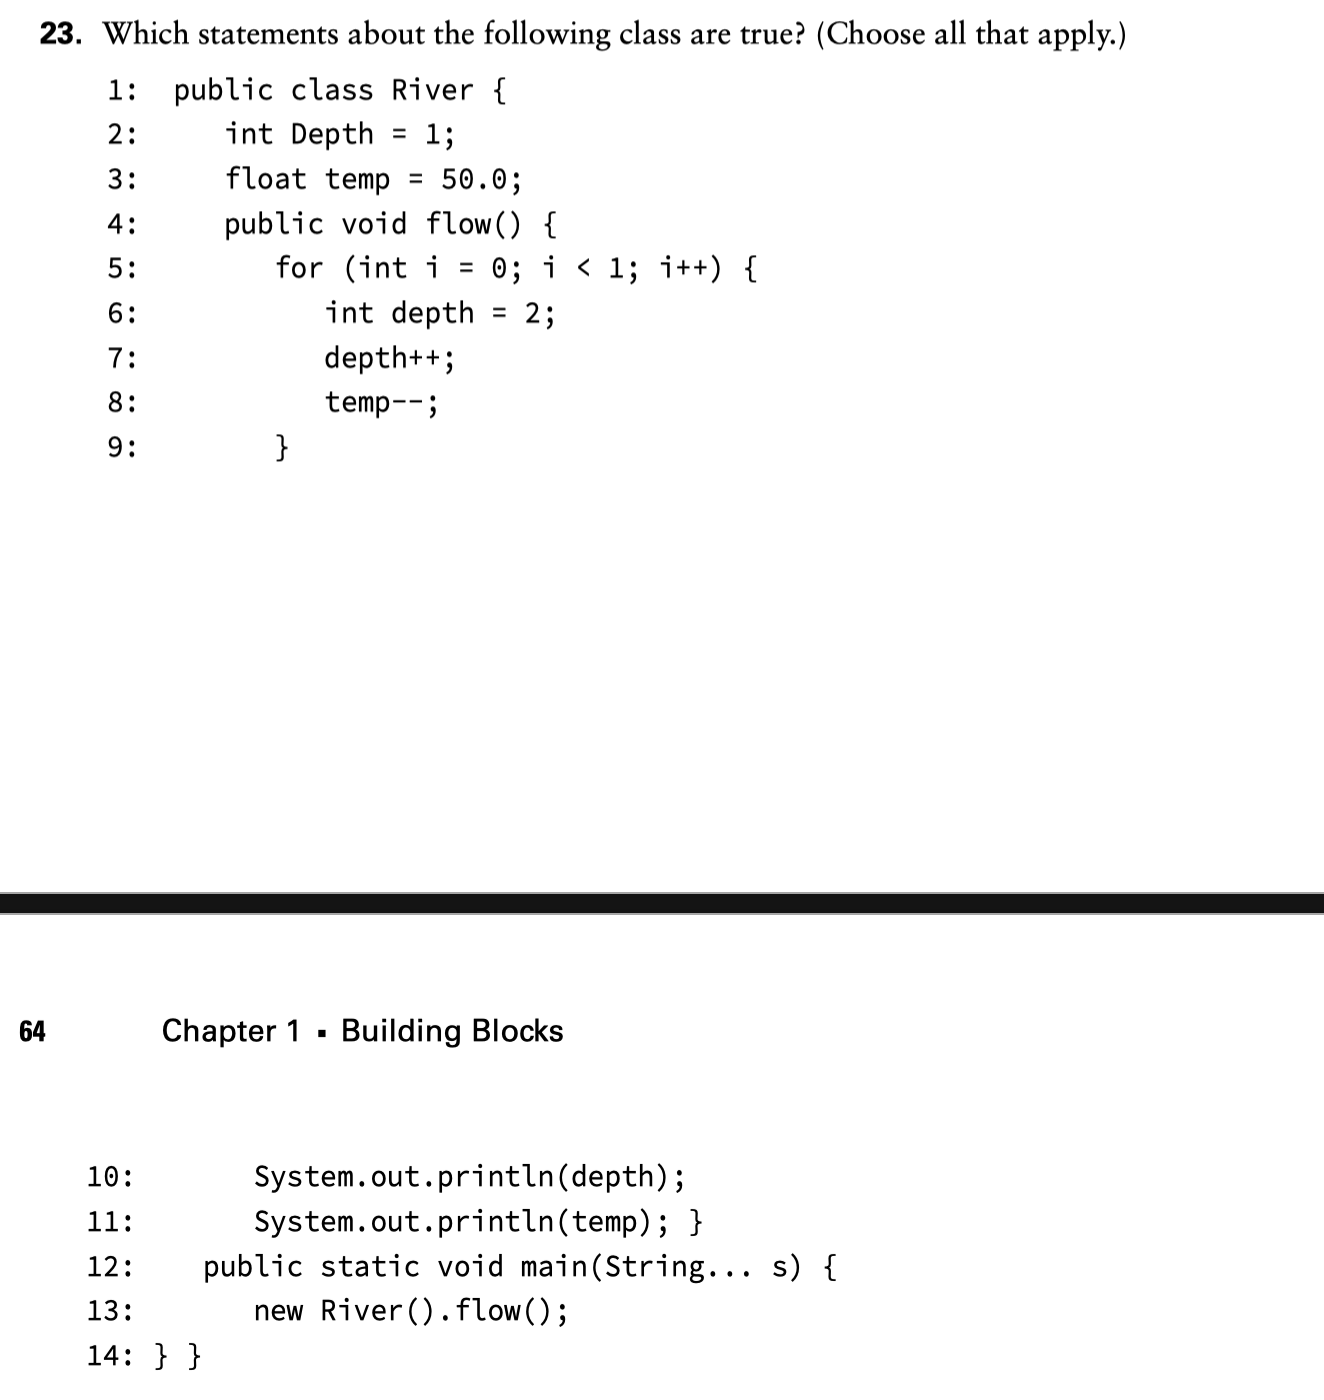 23. Which statements about the following class are true? (Choose all that apply.)
1: public class River {
2:    int Depth = 1;
3:    float temp = 50.0;
4:    public void flow() {
5:       for (int i = 0; i < 1; i++) {
6:          int depth = 2;
7:          depth++;
8:          temp--;
9:       }
64 Chapter 1 ▪ Building Blocks
10:       System.out.println(depth);
11:       System.out.println(temp); }
12:    public static void main(String... s) {
13:       new River().flow();
14: } }